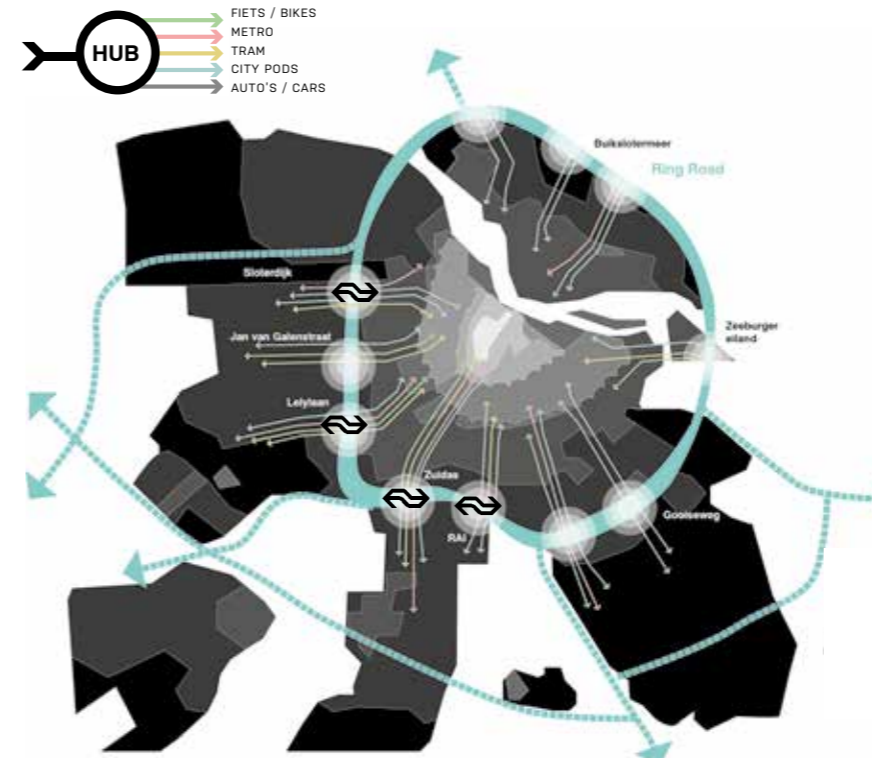 FIETS / BIKES
METRO
HUB
TRAM
CITY PODS
AUTO'S / CARS
Buikslotermeer
Ring Road
Sloterdijk
Zeeburger
eiland
Jan van Galenstraat
Lelylaan
Zuidas
Gooiseweg
RAI